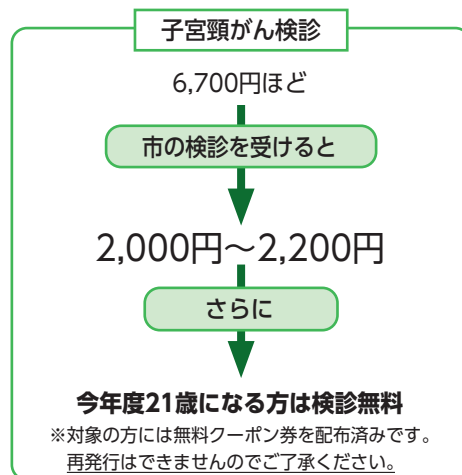 子宮頸がん検診
6,700円ほど
市の検診を受けると
2,000円～2,200円
さらに
今年度21歳になる方は検診無料
※対象の方には無料クーポン券を配布済みです。
再発行はできませんのでご了承ください。